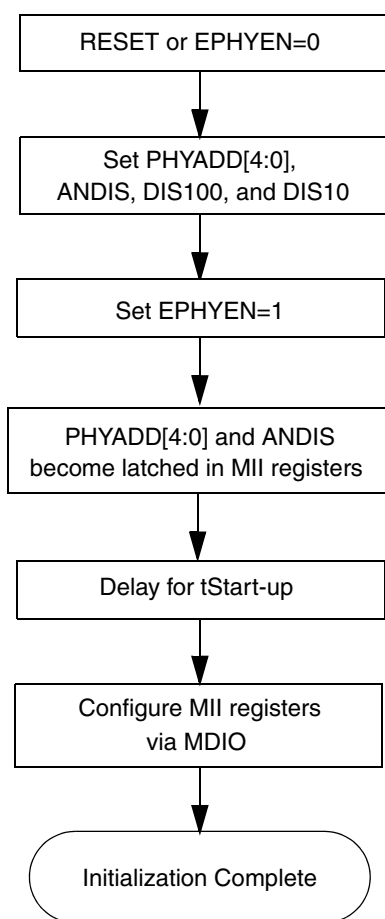 RESET or EPHYEN=0
Set PHYADD[4:0],
ANDIS, DIS100, and DIS10
Set EPHYEN=1
PHYADD[4:0] and ANDIS
become latched in MII registers
Delay for tStart-up
Configure MII registers
via MDIO
Initialization Complete